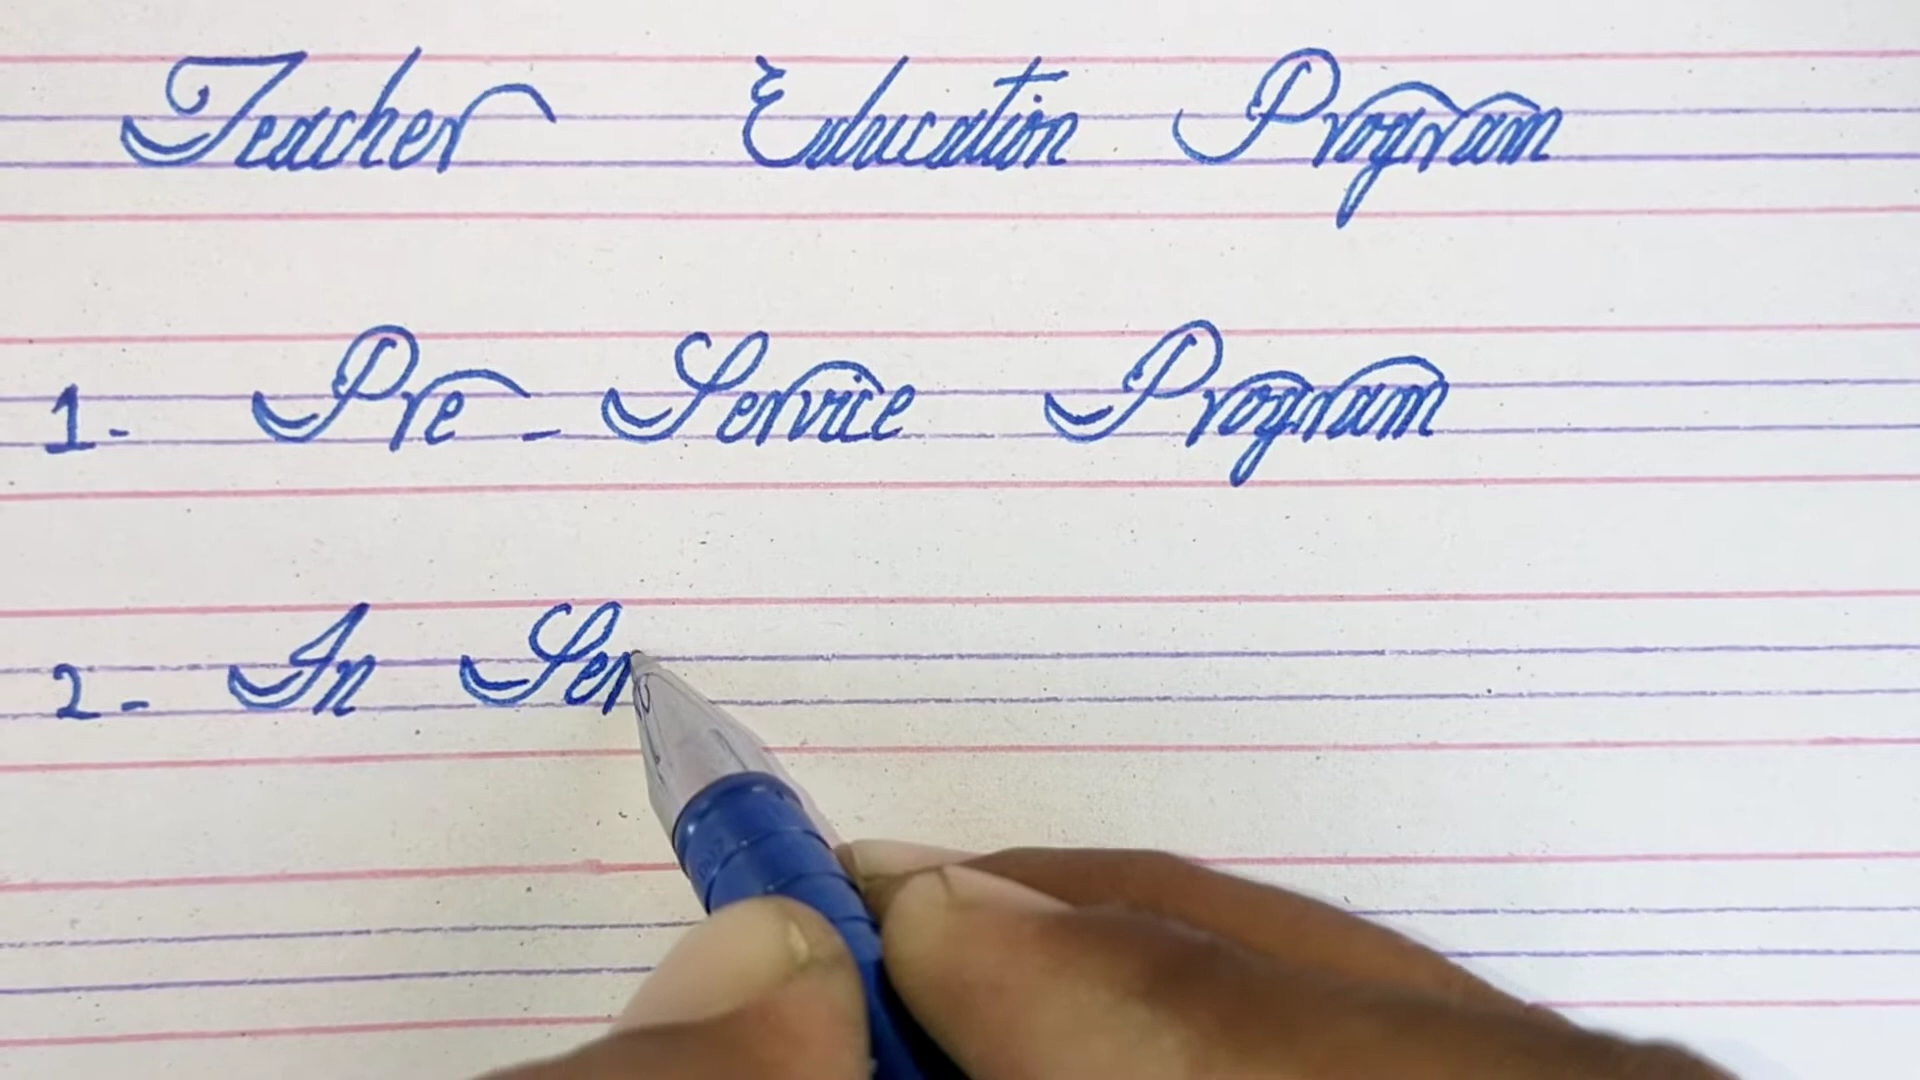 Teacher Education Program
1- Pre - Service Program
2- In Ser